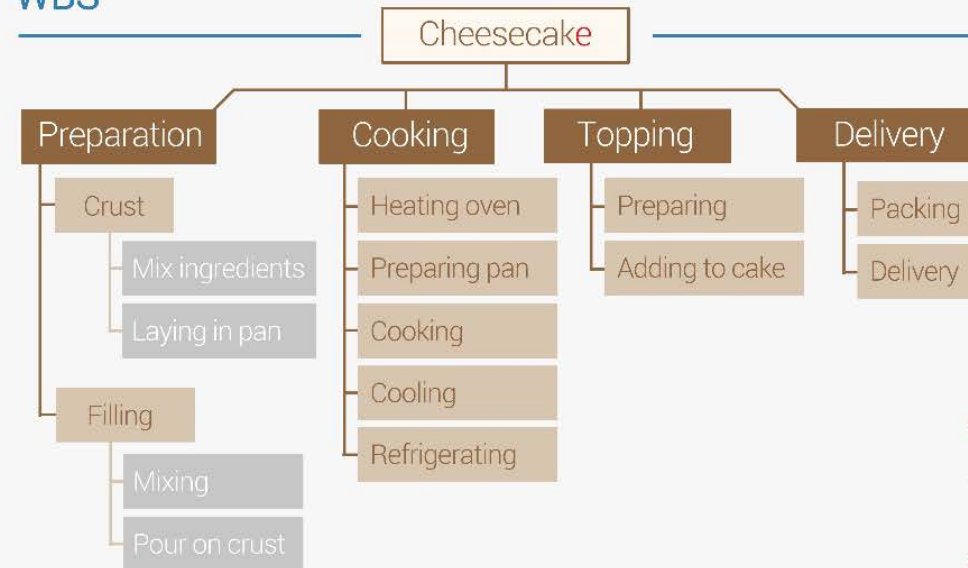 WBS
Cheesecake
Preparation
Crust
Mix ingredients
Laying in pan
Filling
Mixing
Pour on crust
Cooking
Heating oven
Preparing pan
Cooking
Cooling
Refrigerating
Topping
Preparing
Adding to cake
Delivery
Packing
Delivery